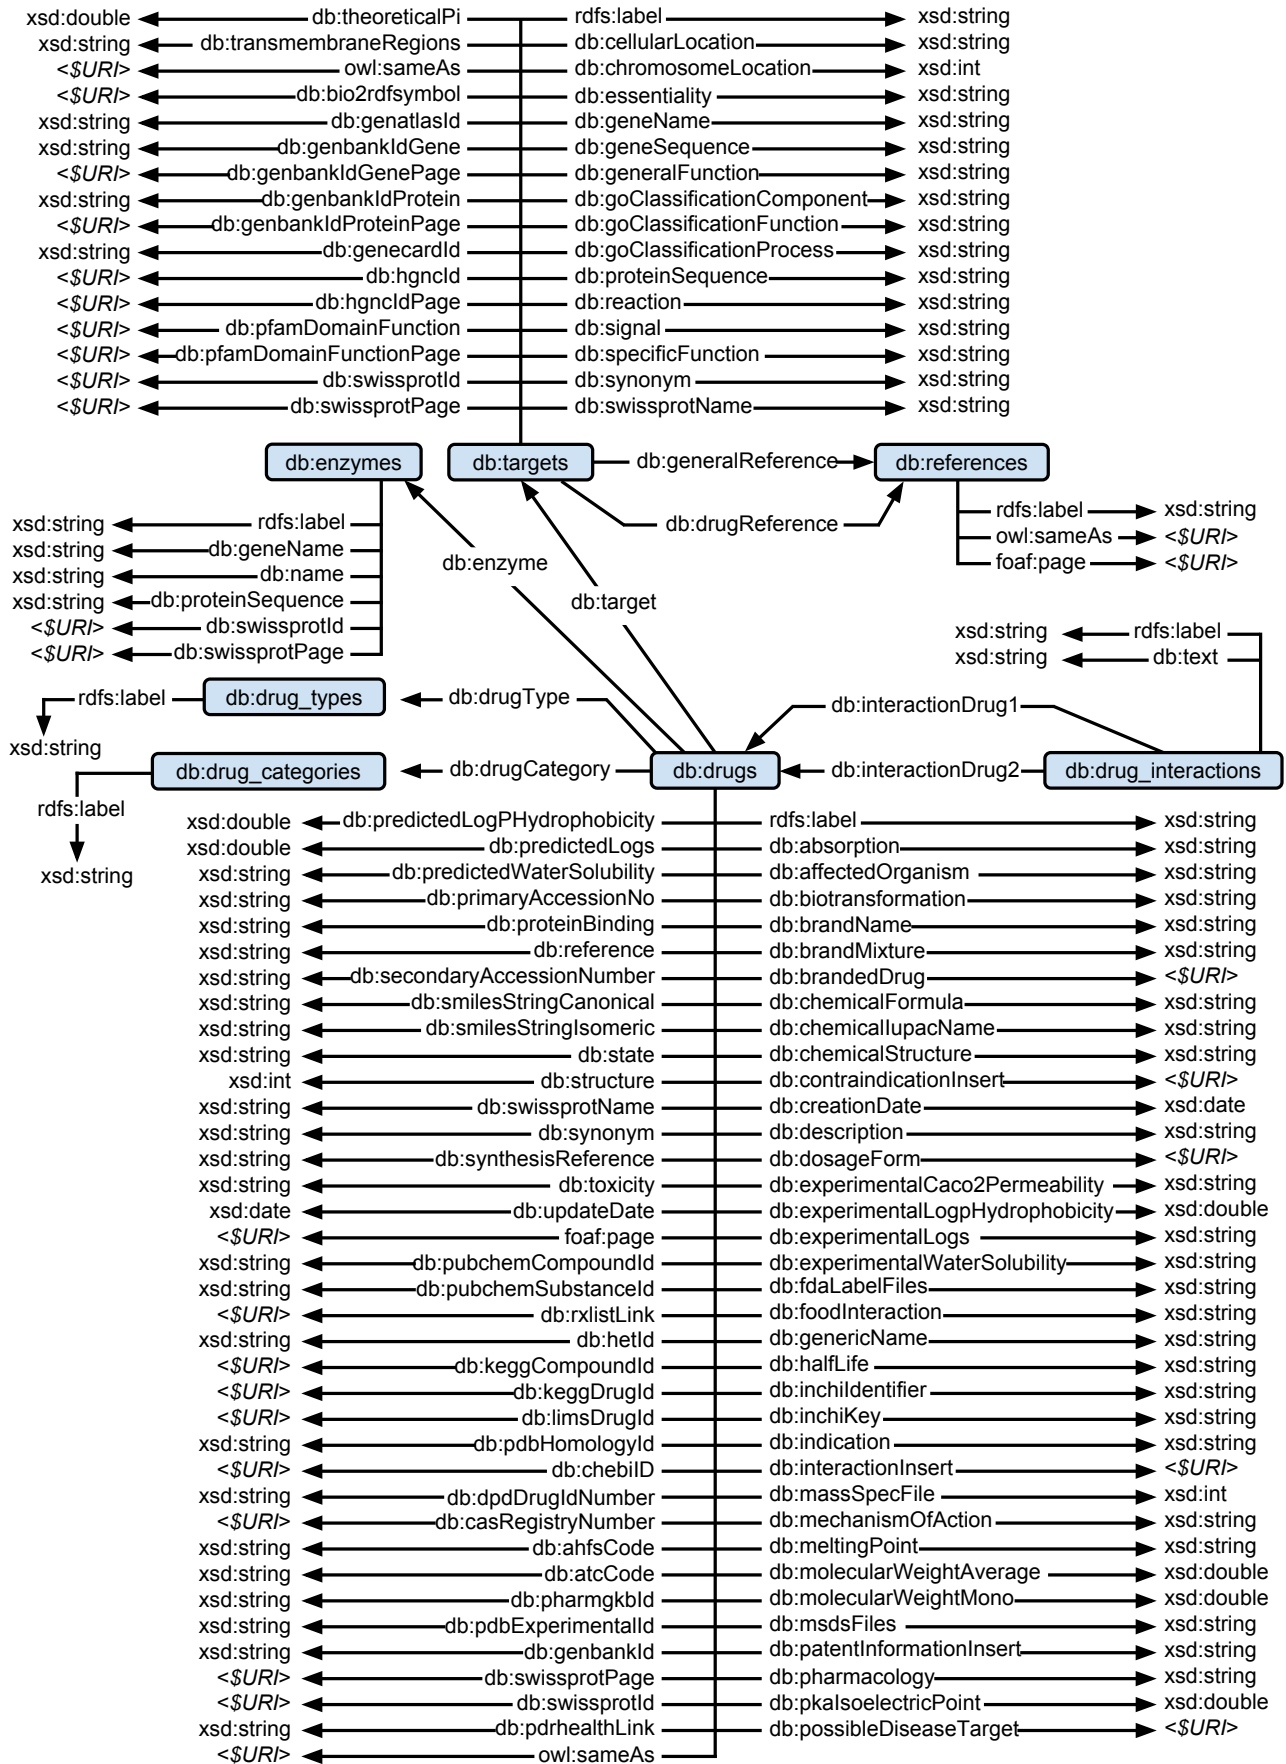 xsd:double db:theoreticalPi rdfs:label xsd:string
xsd:string db:transmembraneRegions db:cellularLocation xsd:string
<$URI> owl:sameAs db:chromosomeLocation xsd:int
<$URI> db:bio2rdfsymbol db:essentiality xsd:string
xsd:string db:genatlasId db:geneName xsd:string
xsd:string db:genbankIdGene db:geneSequence xsd:string
<$URI> db:genbankIdGenePage db:generalFunction xsd:string
xsd:string db:genbankIdProtein db:goClassificationComponent xsd:string
<$URI> db:genbankIdProteinPage db:goClassificationFunction xsd:string
xsd:string db:genecardId db:goClassificationProcess xsd:string
<$URI> db:hgncId db:proteinSequence xsd:string
<$URI> db:hgncIdPage db:reaction xsd:string
<$URI> db:pfamDomainFunction db:signal xsd:string
<$URI> db:pfamDomainFunctionPage db:specificFunction xsd:string
<$URI> db:swissprotId db:synonym xsd:string
<$URI> db:swissprotPage db:swissprotName xsd:string
db:enzymes db:targets db:generalReference db:references
xsd:string rdfs:label db:drugReference rdfs:label xsd:string
xsd:string db:geneName owl:sameAs <$URI>
db:enzyme foaf:page <$URI>
xsd:string db:name
xsd:string db:proteinSequence db:target
<$URI> db:swissprotId xsd:string rdfs:label
<$URI> db:swissprotPage xsd:string db:text
rdfs:label db:drug_types db:drugType db:interactionDrug1
xsd:string
db:drug_categories db:drugCategory db:drugs db:interactionDrug2 db:drug_interactions
rdfs:label
xsd:string
xsd:double db:predictedLogPHydrophobicity rdfs:label xsd:string
xsd:double db:predictedLogs db:absorption xsd:string
xsd:string db:predictedWaterSolubility db:affectedOrganism xsd:string
xsd:string db:primaryAccessionNo db:biotransformation xsd:string
xsd:string db:proteinBinding db:brandName xsd:string
xsd:string db:reference db:brandMixture xsd:string
xsd:string db:secondaryAccessionNumber db:brandedDrug <$URI>
xsd:string db:smilesStringCanonical db:chemicalFormula xsd:string
xsd:string db:smilesStringIsomeric db:chemicalIupacName xsd:string
xsd:string db:state db:chemicalStructure xsd:string
xsd:int db:structure db:contraindicationInsert <$URI>
xsd:string db:swissprotName db:creationDate xsd:date
xsd:string db:synonym db:description xsd:string
xsd:string db:synthesisReference db:dosageForm <$URI>
xsd:string db:toxicity db:experimentalCaco2Permeability xsd:string
xsd:date db:updateDate db:experimentalLogpHydrophobicity xsd:double
<$URI> foaf:page db:experimentalLogs xsd:string
xsd:string db:pubchemCompoundId db:experimentalWaterSolubility xsd:string
xsd:string db:pubchemSubstanceId db:fdaLabelFiles xsd:string
<$URI> db:rxlistLink db:foodInteraction xsd:string
xsd:string db:hetId db:genericName xsd:string
<$URI> db:keggCompoundId db:halfLife xsd:string
<$URI> db:keggDrugId db:inchiIdentifier xsd:string
<$URI> db:limsDrugId db:inchiKey xsd:string
xsd:string db:pdbHomologyId db:indication xsd:string
<$URI> db:chebiID db:interactionInsert <$URI>
xsd:string db:dpdDrugIdNumber db:massSpecFile xsd:int
<$URI> db:casRegistryNumber db:mechanismOfAction xsd:string
xsd:string db:ahfsCode db:meltingPoint xsd:string
xsd:string db:atcCode db:molecularWeightAverage xsd:double
xsd:string db:pharmgkbId db:molecularWeightMono xsd:double
xsd:string db:pdbExperimentalId db:msdsFiles xsd:string
xsd:string db:genbankId db:patentInformationInsert xsd:string
<$URI> db:swissprotPage db:pharmacology xsd:string
<$URI> db:swissprotId db:pkaIsoelectricPoint xsd:double
xsd:string db:pdrhealthLink db:possibleDiseaseTarget <$URI>
<$URI> owl:sameAs